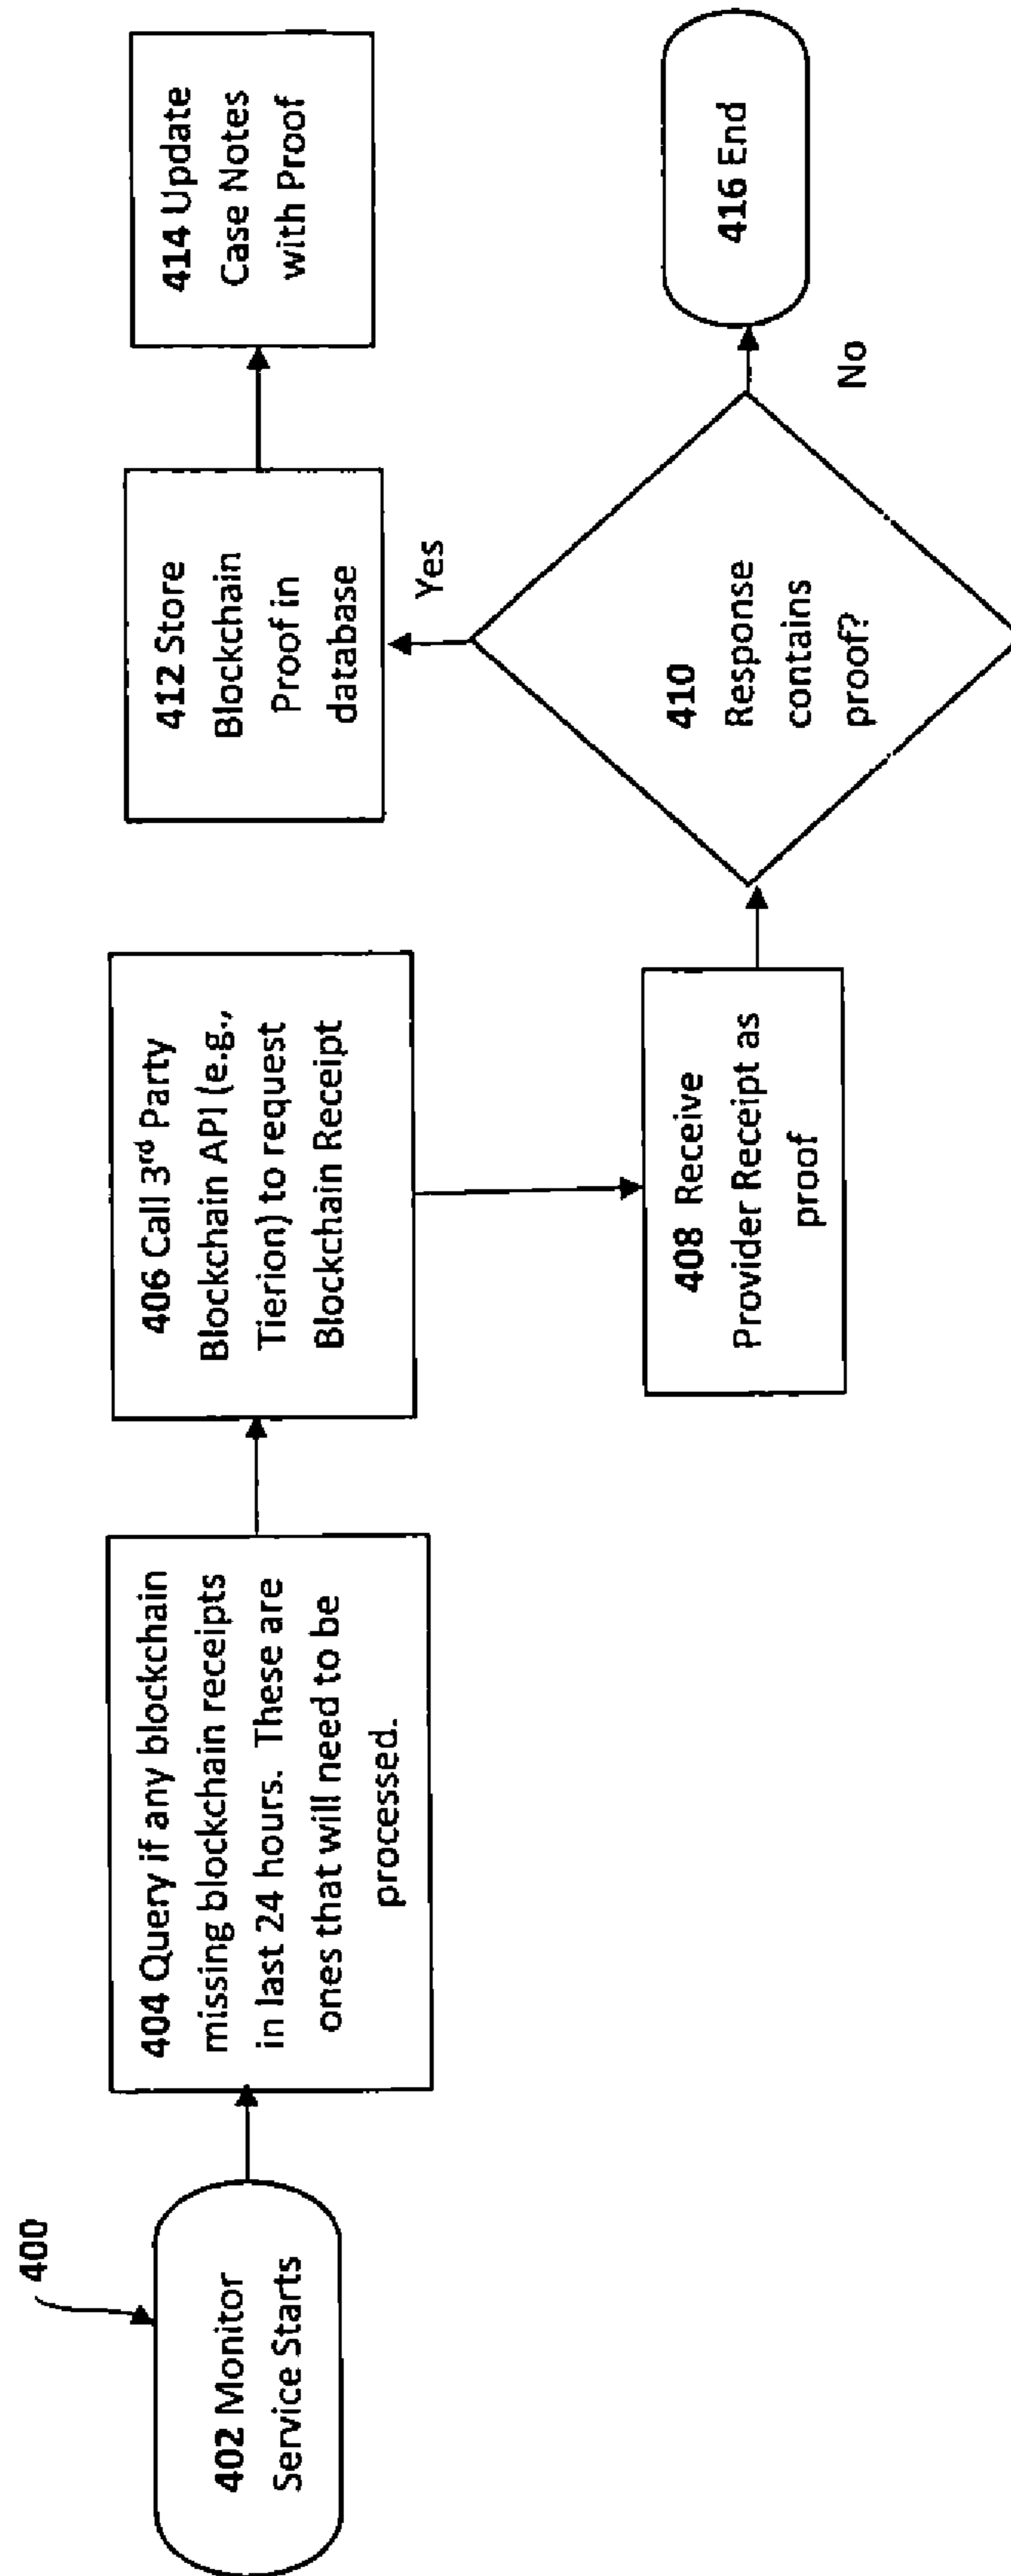 400
402 Monitor
Service Starts
404 Query if any blockchain
missing blockchain receipts
in last 24 hours. These are
ones that will need to be
processed.
406 Call 3rd Party
Blockchain API (e.g.,
Tierion) to request
Blockchain Receipt
408 Receive
Provider Receipt as
proof
410
Response
contains
proof?
Yes
412 Store
Blockchain
Proof in
database
414 Update
Case Notes
with Proof
No
416 End